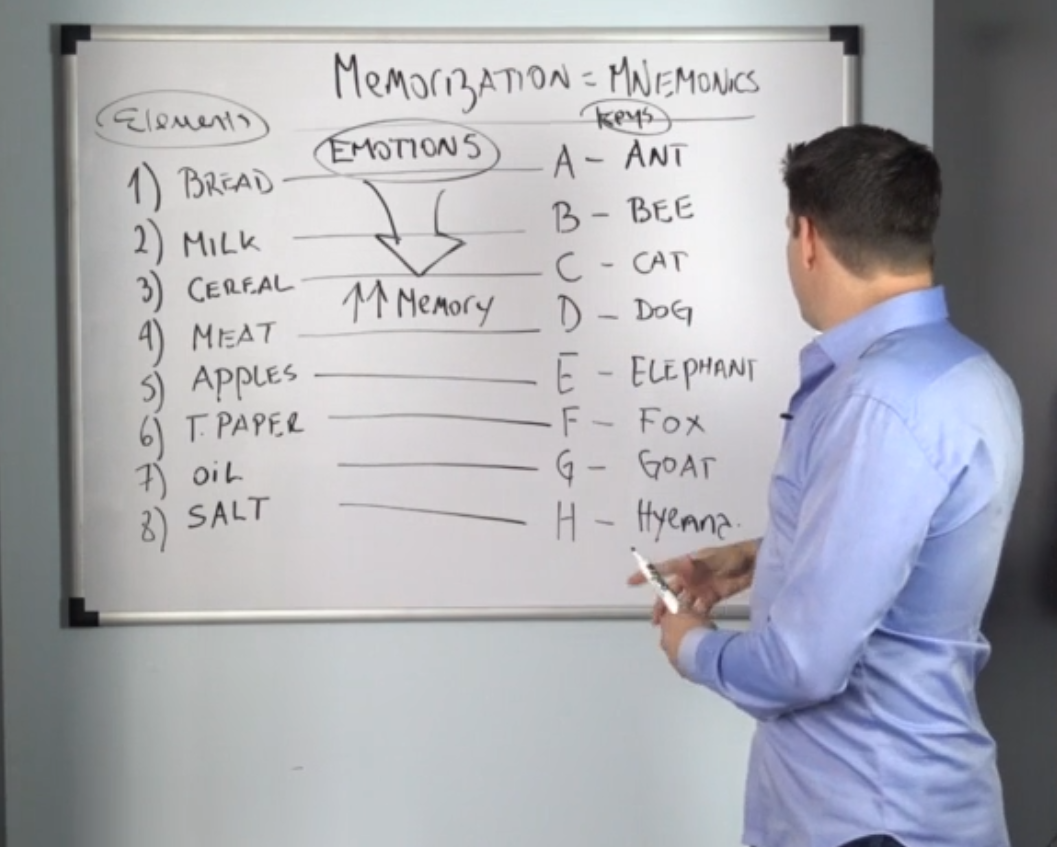 MEMORIZATION = MNEMONICS
Elements
EMOTIONS
Keys
1) BREAD A - ANT
2) MILK B - BEE
3) CEREAL C - CAT
↑↑ Memory
4) MEAT D - DOG
5) APPLES E - ELEPHANT
6) T. PAPER F - FOX
7) OIL G - GOAT
8) SALT H - Hyenna.